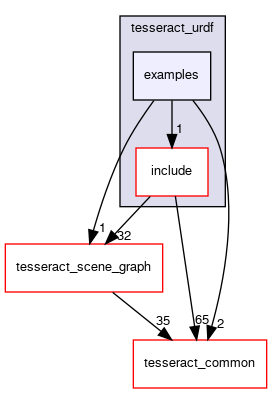 tesseract_urdf
examples
1
include
1
32
tesseract_scene_graph
65
2
35
tesseract_common